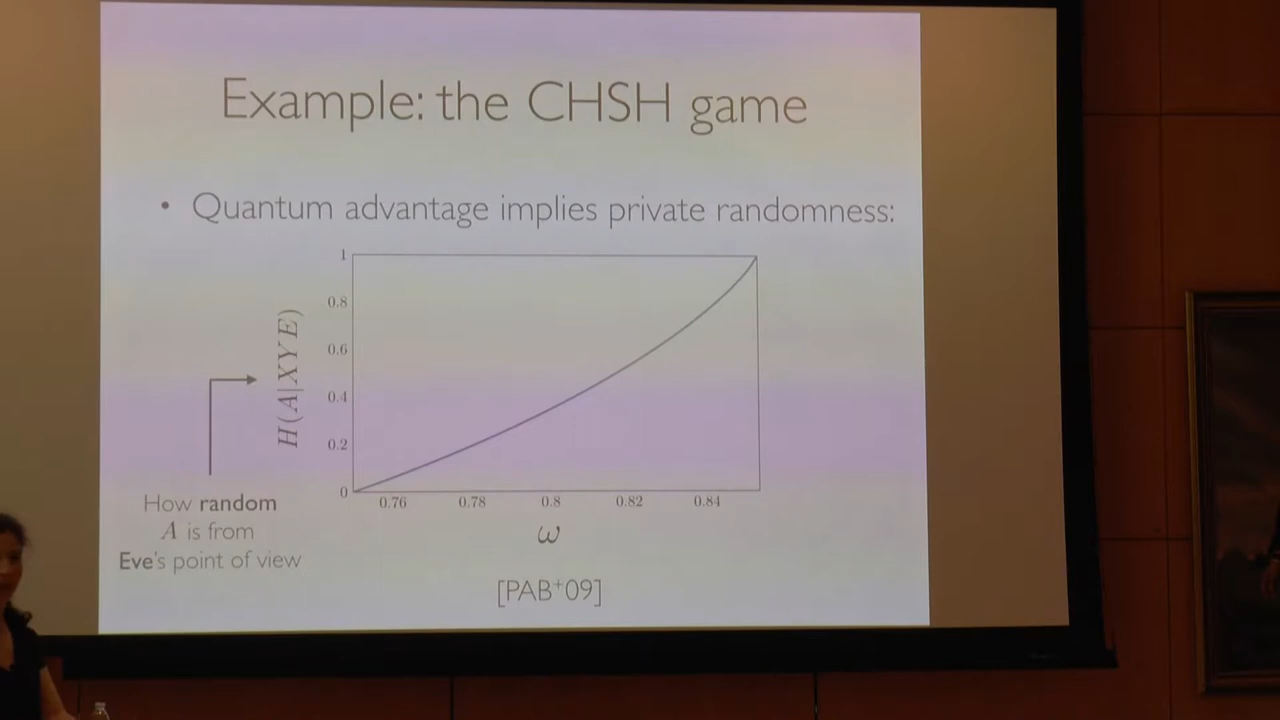 Example: the CHSH game
• Quantum advantage implies private randomness:
1
0.8
0.6
0.4
0.2
0
H(A|XYE)
0.76 0.78 0.8 0.82 0.84
ω
How random
A is from
Eve's point of view
[PAB⁺09]